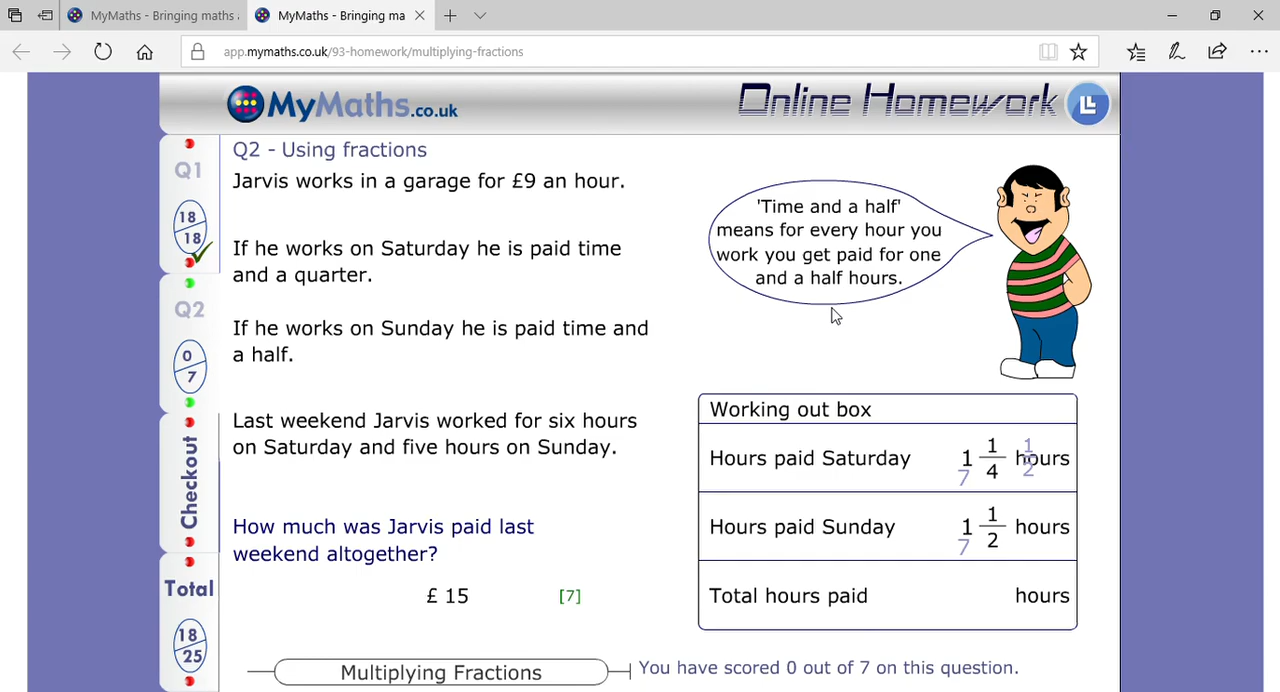 MyMaths - Bringing maths a
MyMaths - Bringing ma
app.mymaths.co.uk/93-homework/multiplying-fractions
MyMaths.co.uk
Online Homework
Q1
18
18
Q2
0
7
Checkout
Total
18
25
Q2 - Using fractions
Jarvis works in a garage for £9 an hour.
If he works on Saturday he is paid time
and a quarter.
If he works on Sunday he is paid time and
a half.
Last weekend Jarvis worked for six hours
on Saturday and five hours on Sunday.
How much was Jarvis paid last
weekend altogether?
£ 15 [7]
'Time and a half'
means for every hour you
work you get paid for one
and a half hours.
Working out box
Hours paid Saturday 1 1/4 hours
7 1/2
Hours paid Sunday 1 1/2 hours
7
Total hours paid hours
Multiplying Fractions
You have scored 0 out of 7 on this question.